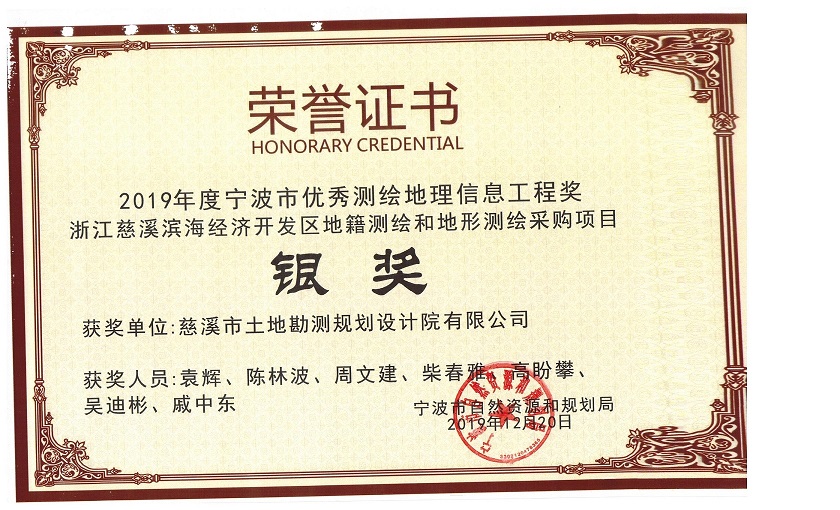 荣誉证书
HONORARY CREDENTIAL
2019年度宁波市优秀测绘地理信息工程奖
浙江慈溪滨海经济开发区地籍测绘和地形测绘采购项目
银奖
获奖单位:慈溪市土地勘测规划设计院有限公司
获奖人员:袁辉、陈林波、周文建、柴春雅、高盼攀、
吴迪彬、戚中东
宁波市自然资源和规划局
2019年12月20日